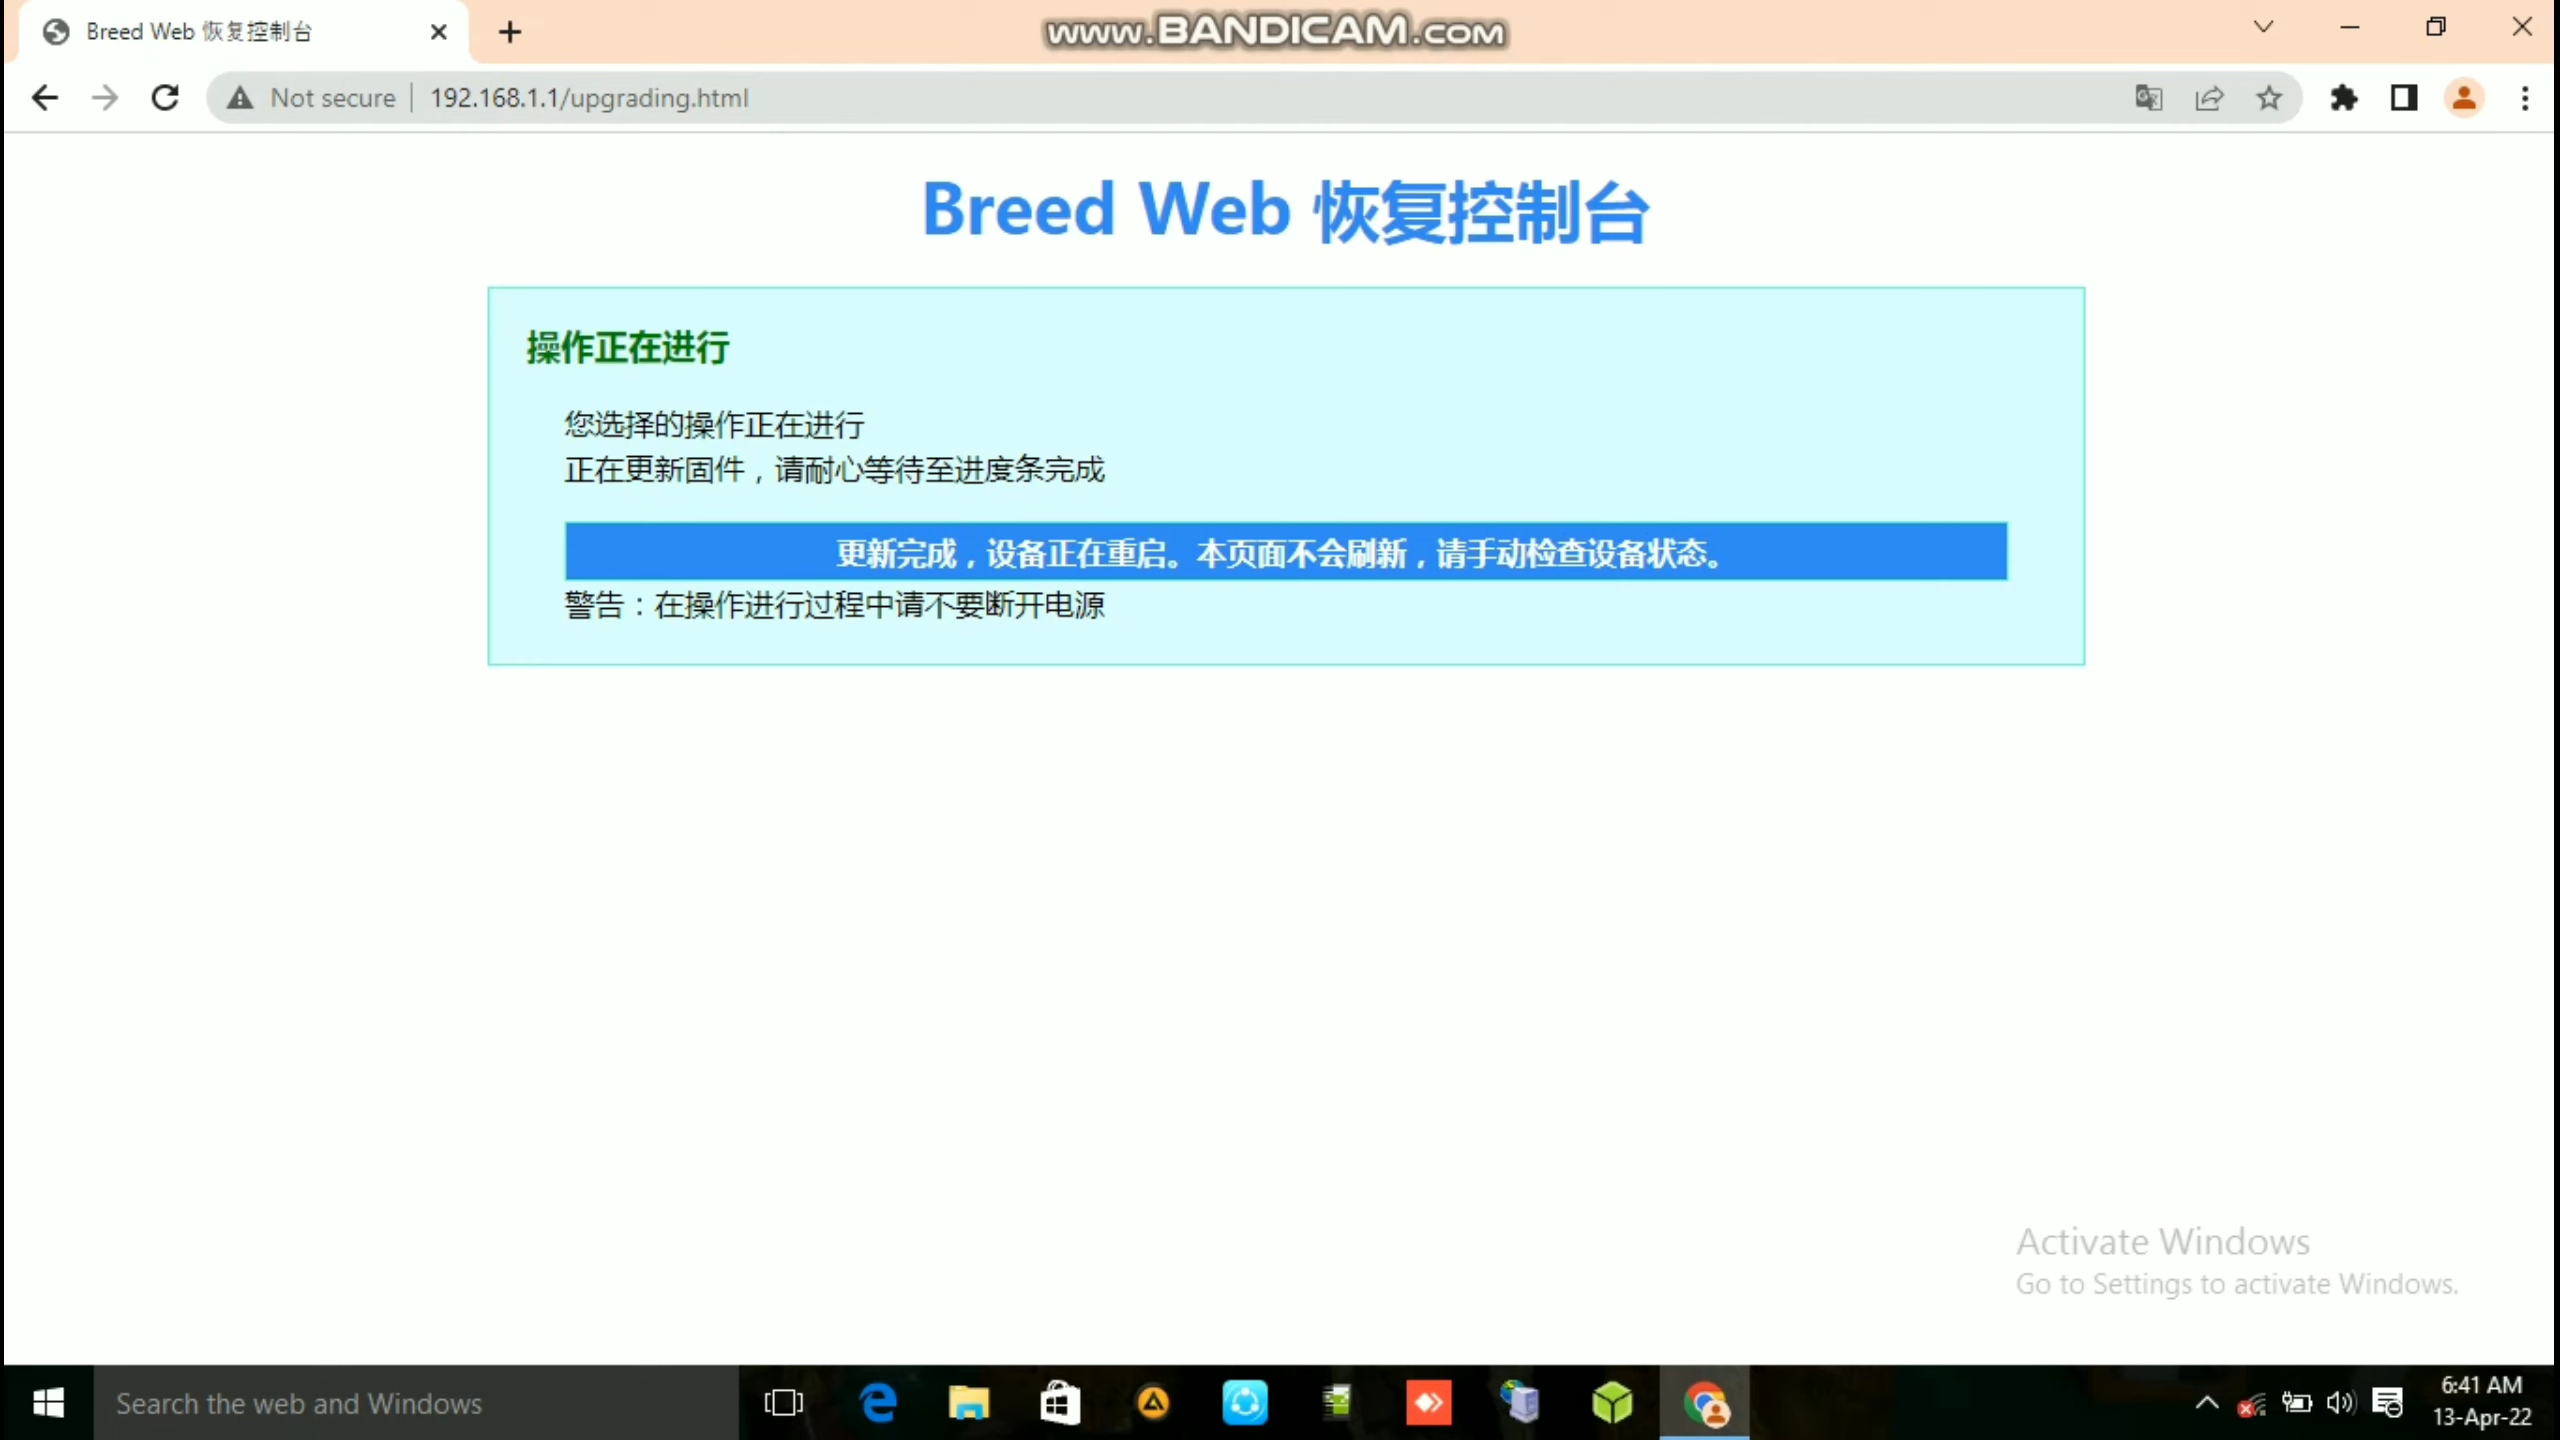 Breed Web 恢复控制台
www.BANDICAM.com
Not secure 192.168.1.1/upgrading.html
Breed Web 恢复控制台
操作正在进行
您选择的操作正在进行
正在更新固件，请耐心等待至进度条完成
更新完成，设备正在重启。本页面不会刷新，请手动检查设备状态。
警告：在操作进行过程中请不要断开电源
Activate Windows
Go to Settings to activate Windows.
Search the web and Windows
6:41 AM
13-Apr-22